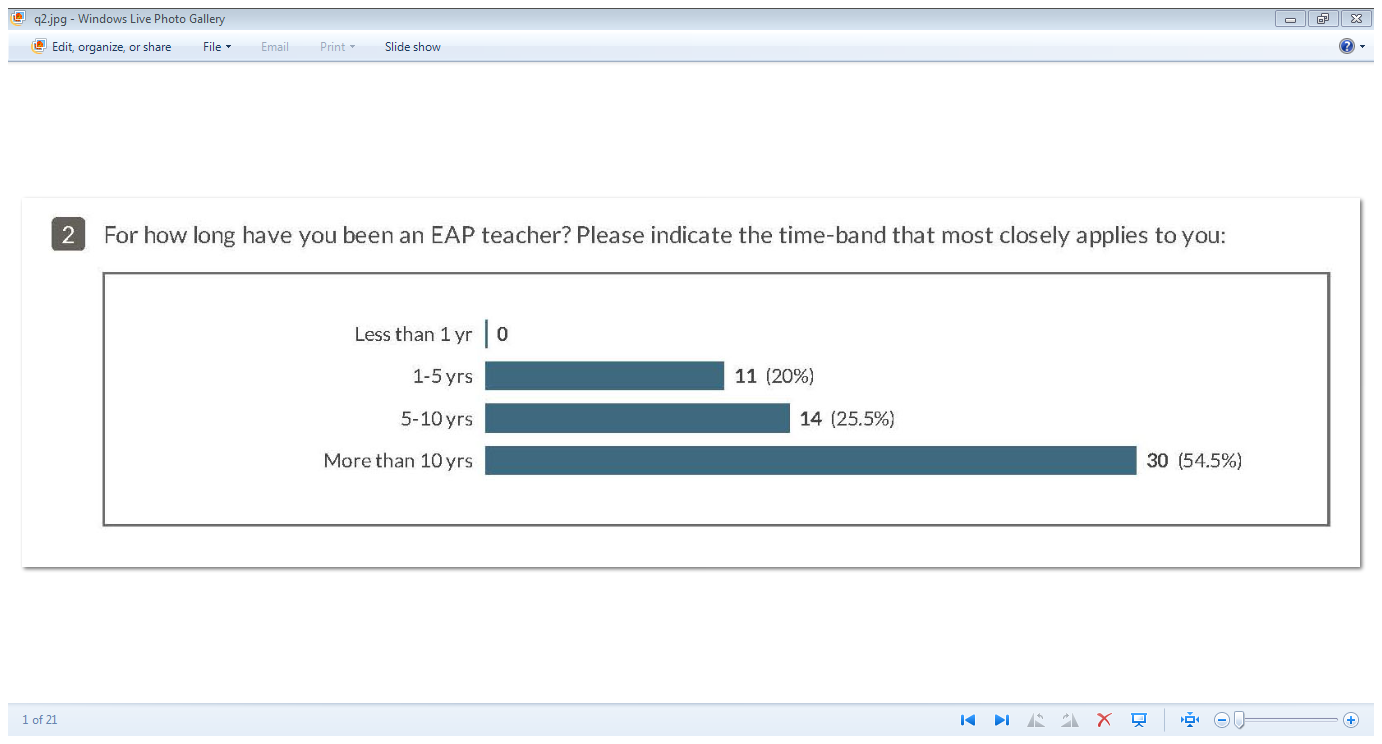 q2.jpg - Windows Live Photo Gallery
Edit, organize, or share File Email Print Slide show
2 For how long have you been an EAP teacher? Please indicate the time-band that most closely applies to you:
Less than 1 yr 0
1-5 yrs 11 (20%)
5-10 yrs 14 (25.5%)
More than 10 yrs 30 (54.5%)
1 of 21